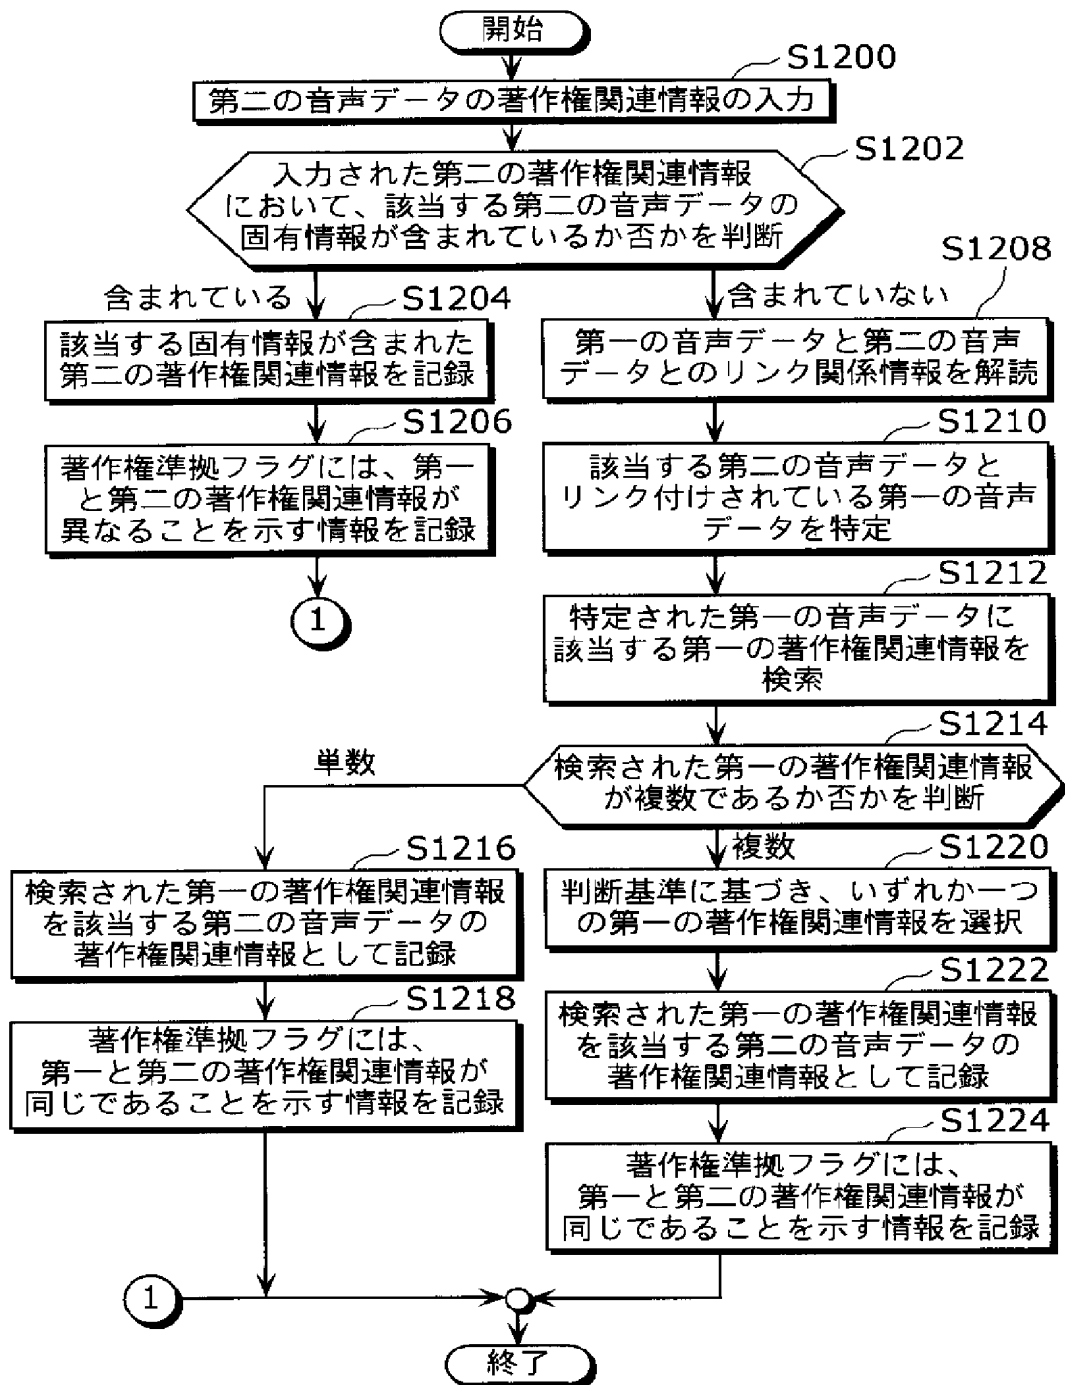 開始
S1200
第二の音声データの著作権関連情報の入力
S1202
入力された第二の著作権関連情報
において、該当する第二の音声データの
固有情報が含まれているか否かを判断
含まれている
S1204
該当する固有情報が含まれた
第二の著作権関連情報を記録
S1206
著作権準拠フラグには、第一
と第二の著作権関連情報が
異なることを示す情報を記録
1
含まれていない
S1208
第一の音声データと第二の音声
データとのリンク関係情報を解読
S1210
該当する第二の音声データと
リンク付けされている第一の音声
データを特定
S1212
特定された第一の音声データに
該当する第一の著作権関連情報を
検索
S1214
検索された第一の著作権関連情報
が複数であるか否かを判断
単数
S1216
検索された第一の著作権関連情報
を該当する第二の音声データの
著作権関連情報として記録
S1218
著作権準拠フラグには、
第一と第二の著作権関連情報が
同じであることを示す情報を記録
複数
S1220
判断基準に基づき、いずれか一つ
の第一の著作権関連情報を選択
S1222
検索された第一の著作権関連情報
を該当する第二の音声データの
著作権関連情報として記録
S1224
著作権準拠フラグには、
第一と第二の著作権関連情報が
同じであることを示す情報を記録
1
終了